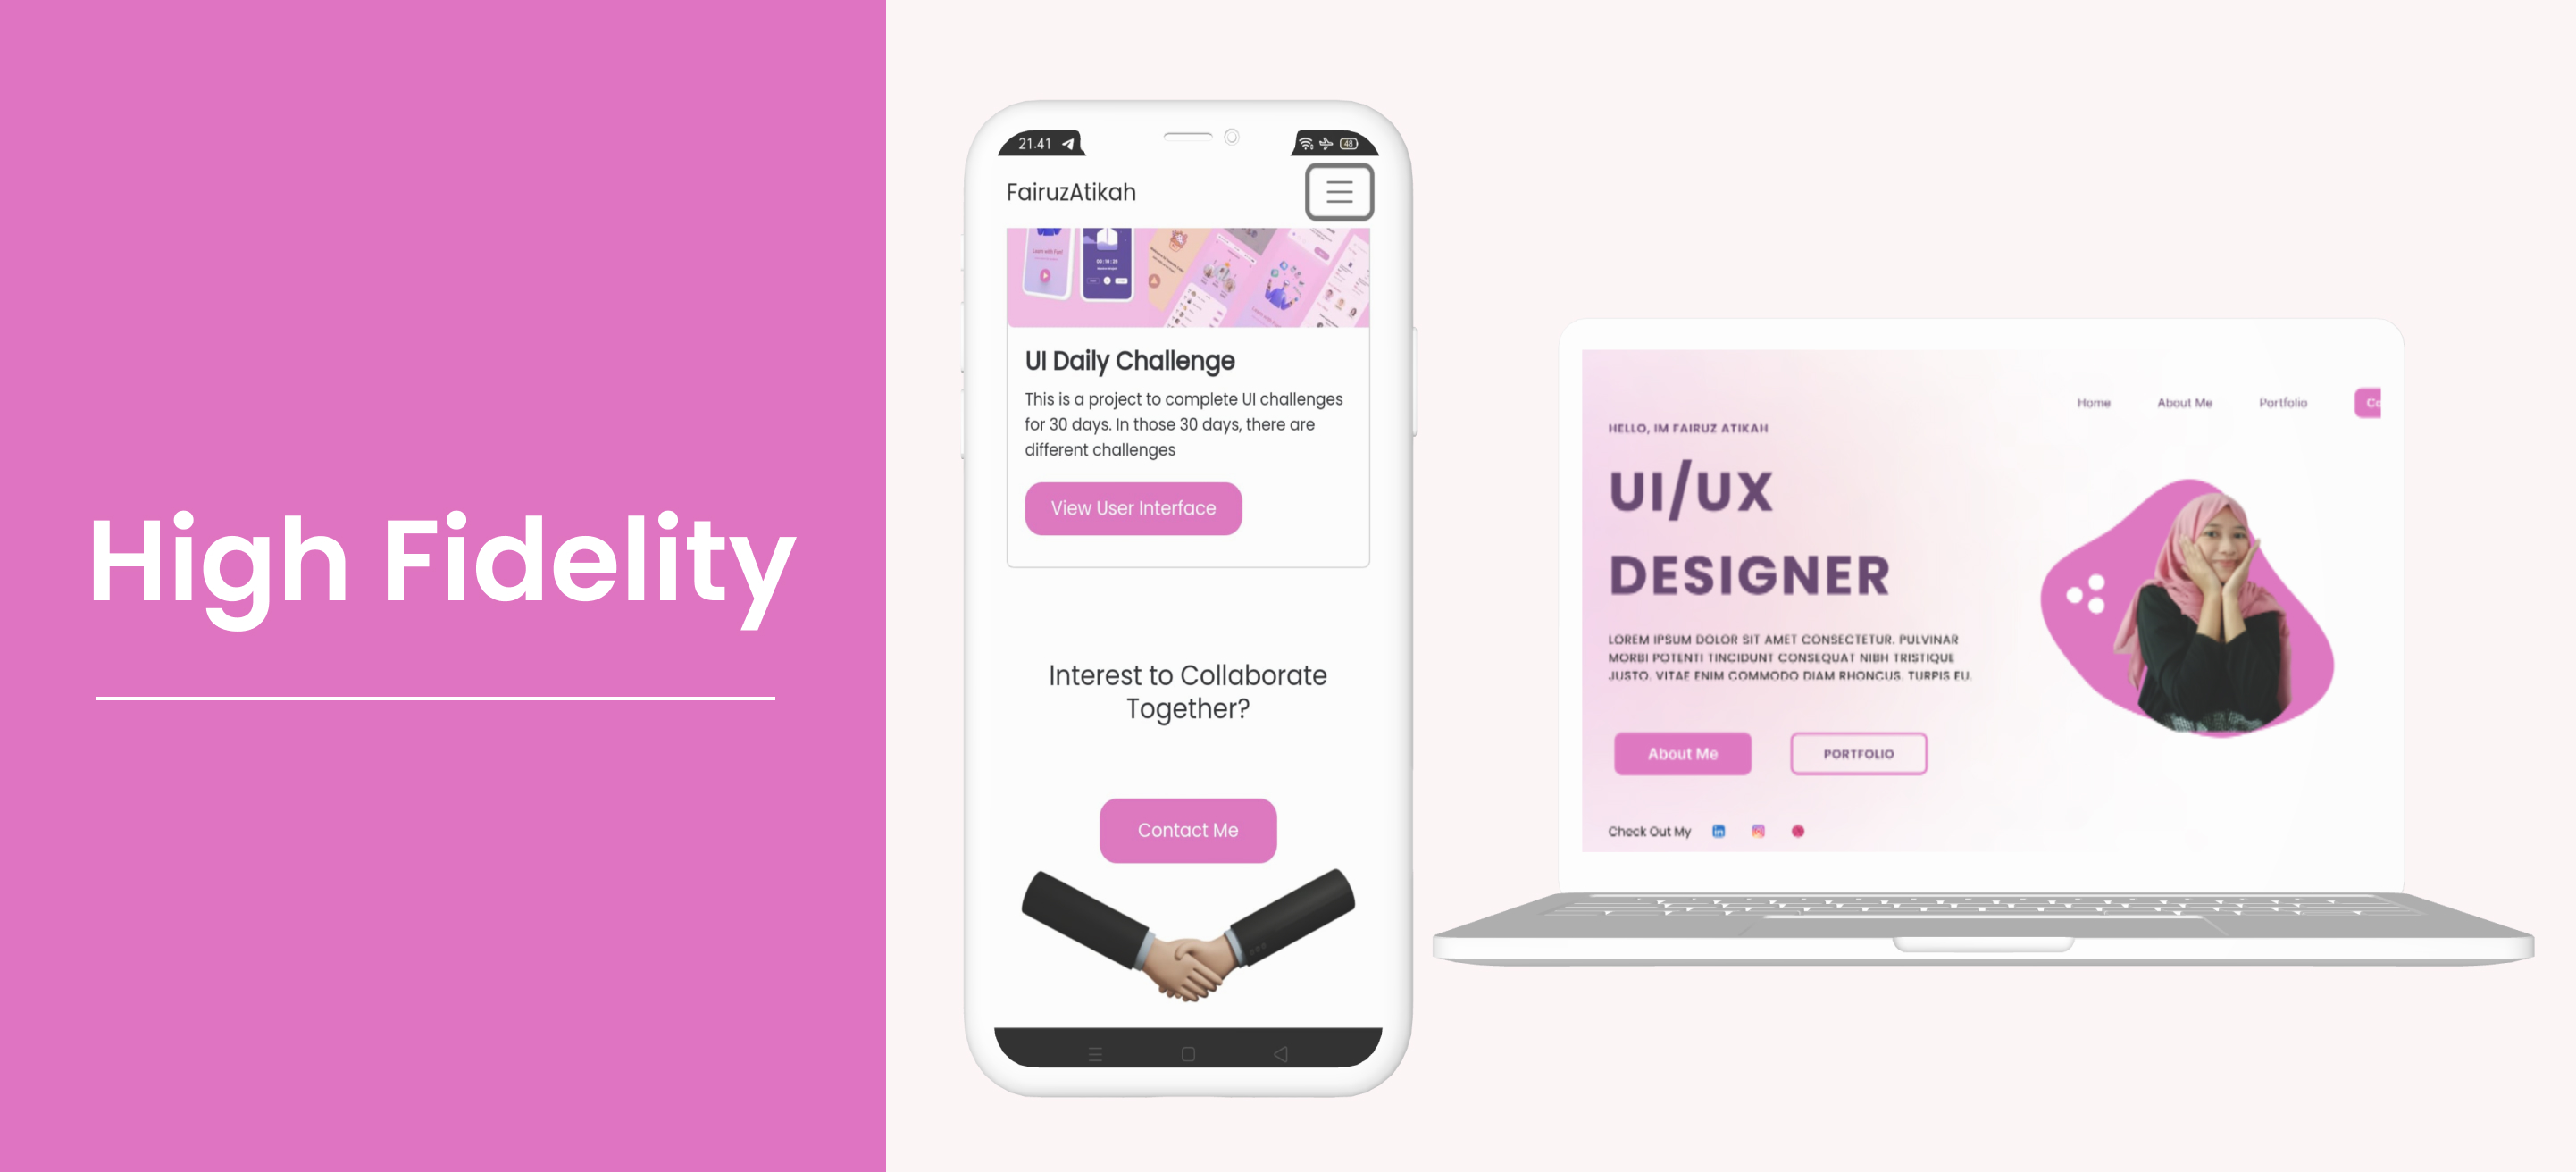 High Fidelity
21.41
48
FairuzAtikah
UI Daily Challenge
This is a project to complete UI challenges
for 30 days. In those 30 days, there are
different challenges
View User Interface
Interest to Collaborate
Together?
Contact Me
Home About Me Portfolio Co
HELLO, IM FAIRUZ ATIKAH
UI/UX
DESIGNER
LOREM IPSUM DOLOR SIT AMET CONSECTETUR. PULVINAR
MORBI POTENTI TINCIDUNT CONSEQUAT NIBH TRISTIQUE
JUSTO. VITAE ENIM COMMODO DIAM RHONCUS. TURPIS EU.
About Me PORTFOLIO
Check Out My in